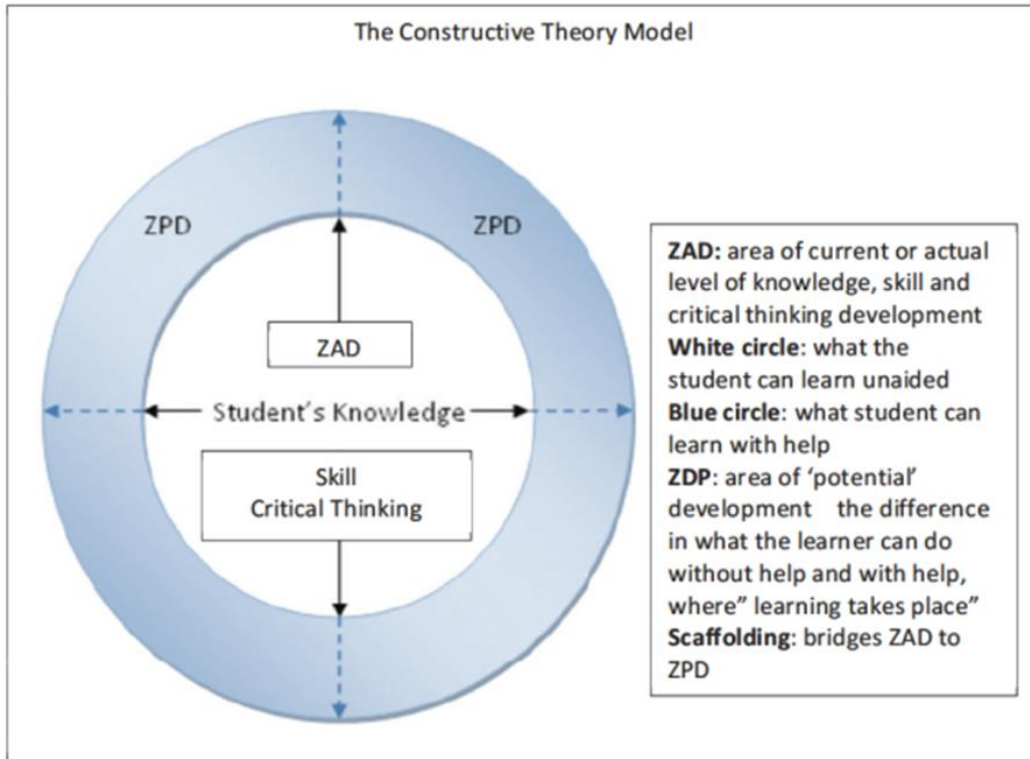 The Constructive Theory Model
ZPD
ZPD
ZAD
Student's Knowledge
Skill
Critical Thinking
ZAD: area of current or actual
level of knowledge, skill and
critical thinking development
White circle: what the
student can learn unaided
Blue circle: what student can
learn with help
ZDP: area of ‘potential’
development the difference
in what the learner can do
without help and with help,
where” learning takes place”
Scaffolding: bridges ZAD to
ZPD